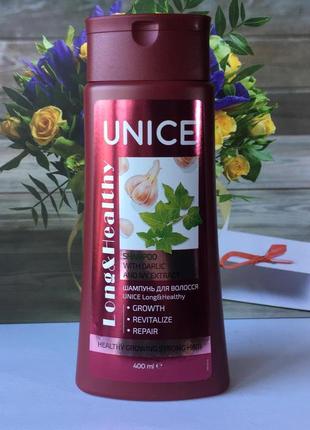 UNICE
Long&Healthy
SHAMPOO
WITH GARLIC
AND IVY EXTRACT
ШАМПУНЬ ДЛЯ ВОЛОССЯ
UNICE Long&Healthy
• GROWTH
• REVITALIZE
• REPAIR
HEALTHY GROWING STRONG HAIR
400 ml ℮